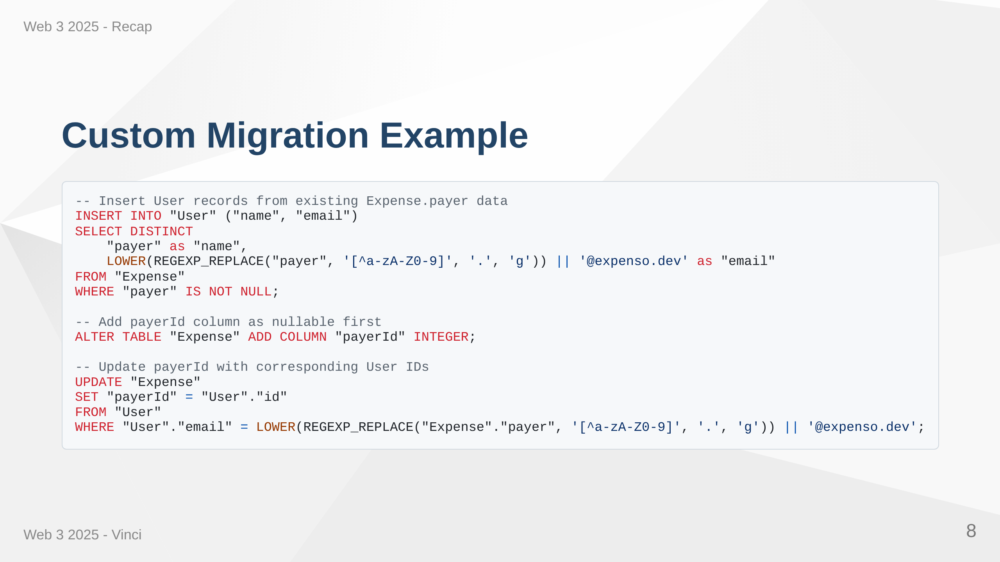 Web 3 2025 - Recap
Custom Migration Example
-- Insert User records from existing Expense.payer data
INSERT INTO "User" ("name", "email")
SELECT DISTINCT
    "payer" as "name",
    LOWER(REGEXP_REPLACE("payer", '[^a-zA-Z0-9]', '.', 'g')) || '@expenso.dev' as "email"
FROM "Expense"
WHERE "payer" IS NOT NULL;

-- Add payerId column as nullable first
ALTER TABLE "Expense" ADD COLUMN "payerId" INTEGER;

-- Update payerId with corresponding User IDs
UPDATE "Expense"
SET "payerId" = "User"."id"
FROM "User"
WHERE "User"."email" = LOWER(REGEXP_REPLACE("Expense"."payer", '[^a-zA-Z0-9]', '.', 'g')) || '@expenso.dev';
Web 3 2025 - Vinci
8